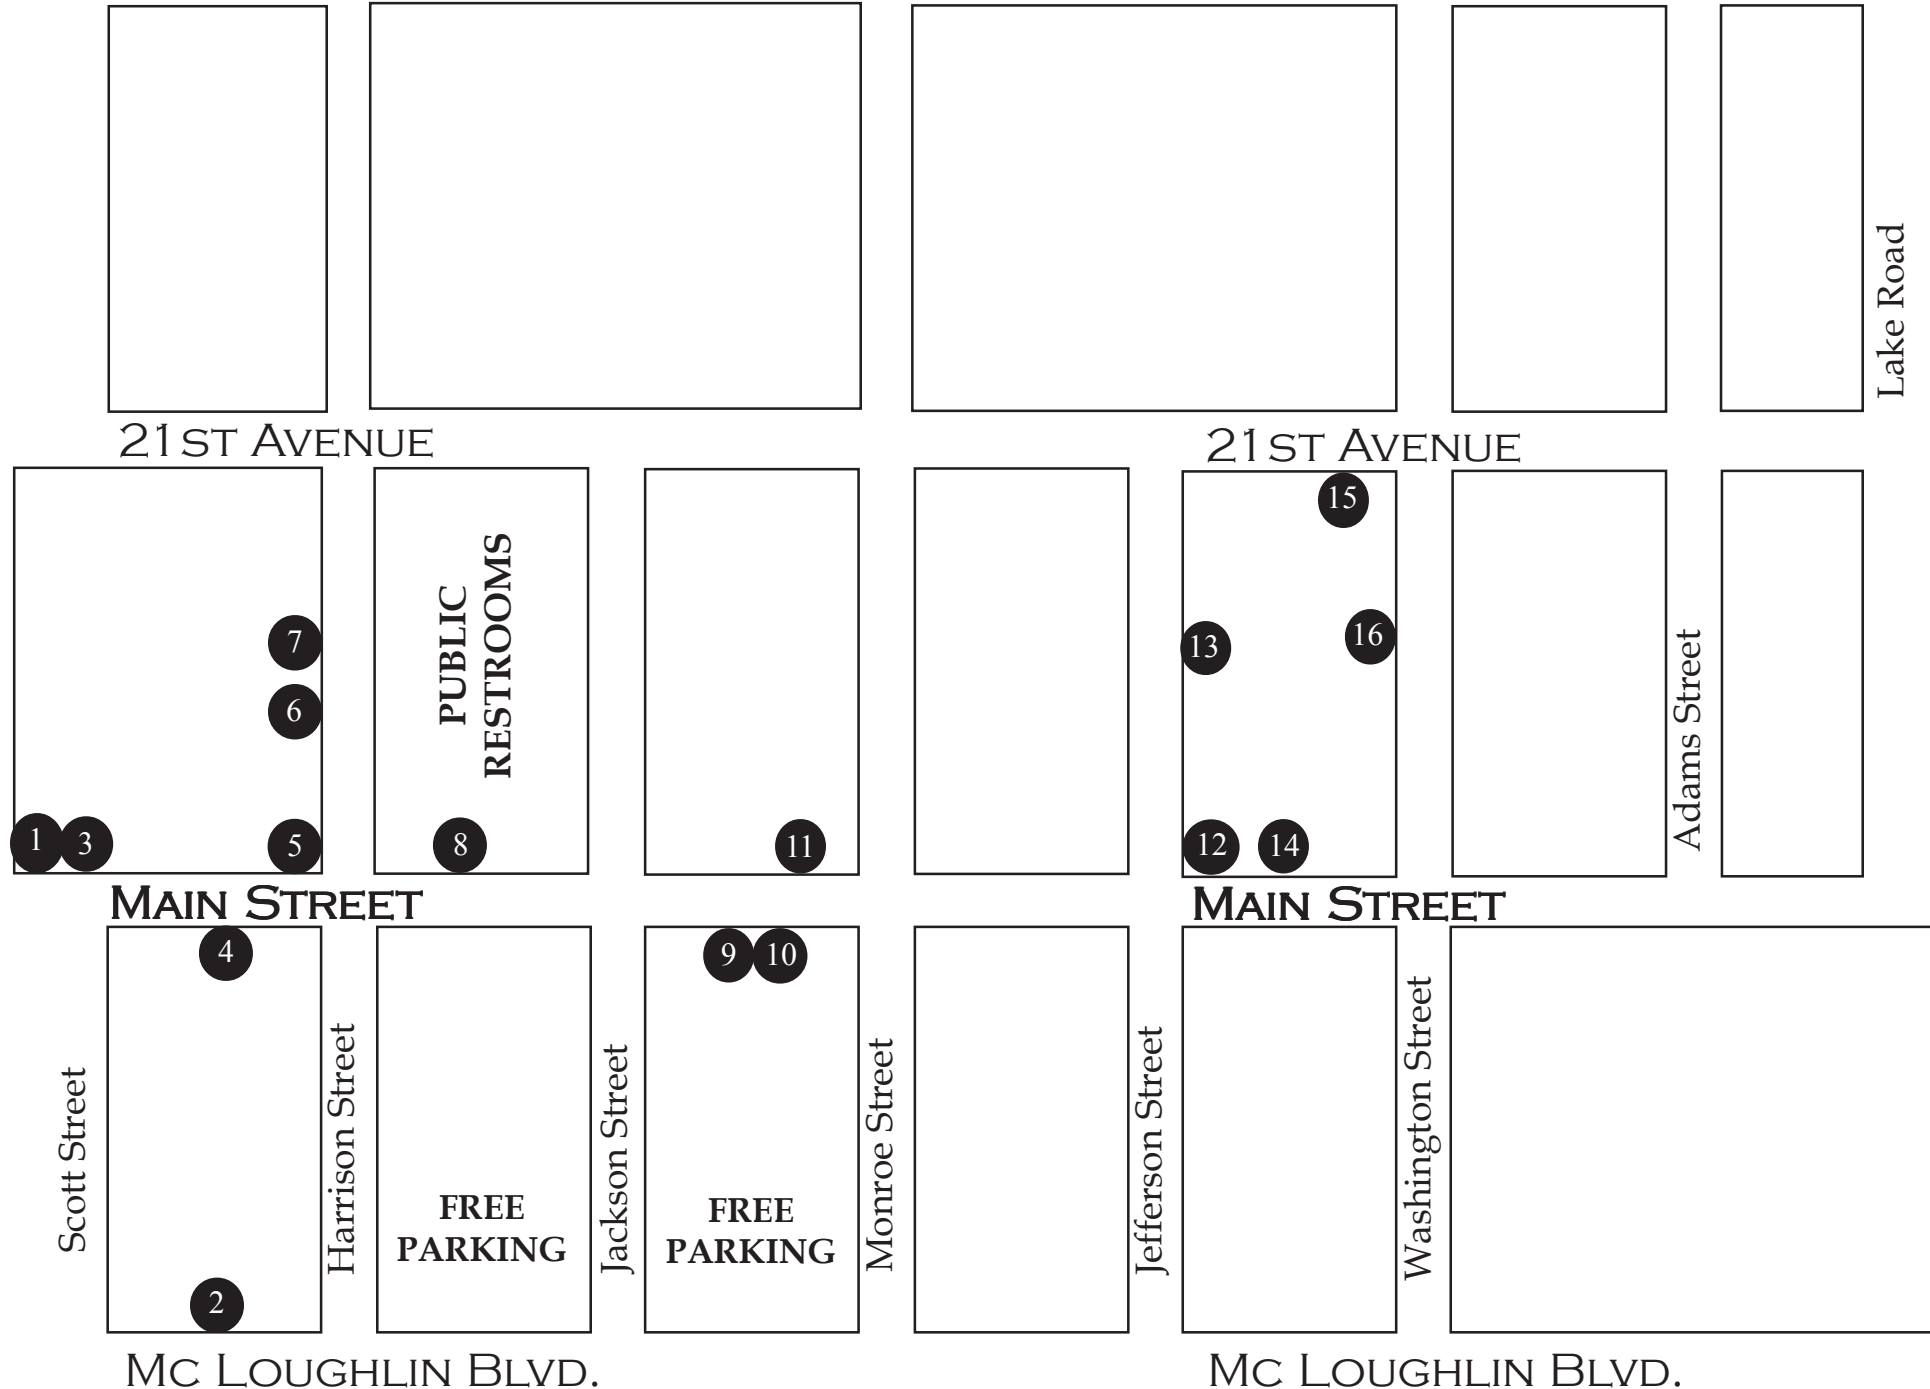 Lake Road
21ST AVENUE
21ST AVENUE
15
PUBLIC
RESTROOMS
7
13
16
6
Adams Street
1
3
5
8
11
12
14
MAIN STREET
MAIN STREET
4
9
10
Scott Street
Harrison Street
Jackson Street
Monroe Street
Jefferson Street
Washington Street
FREE
PARKING
FREE
PARKING
2
MC LOUGHLIN BLVD.
MC LOUGHLIN BLVD.